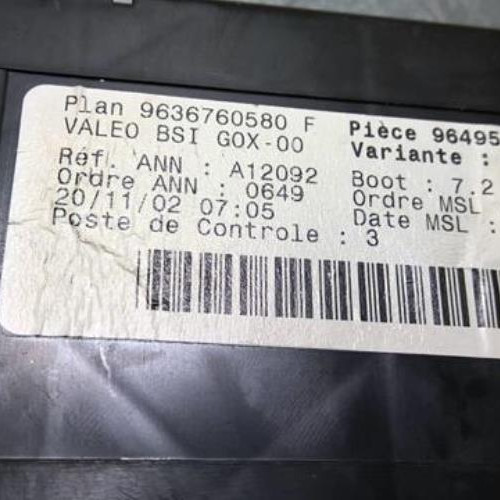 Plan 9636760580 F
VALEO BSI G0X-00
Réf. ANN : A12092
Ordre ANN : 0649
20/11/02 07:05
Poste de Controle : 3
Pièce 96495
Variante :
Boot : 7.2
Ordre MSL
Date MSL :